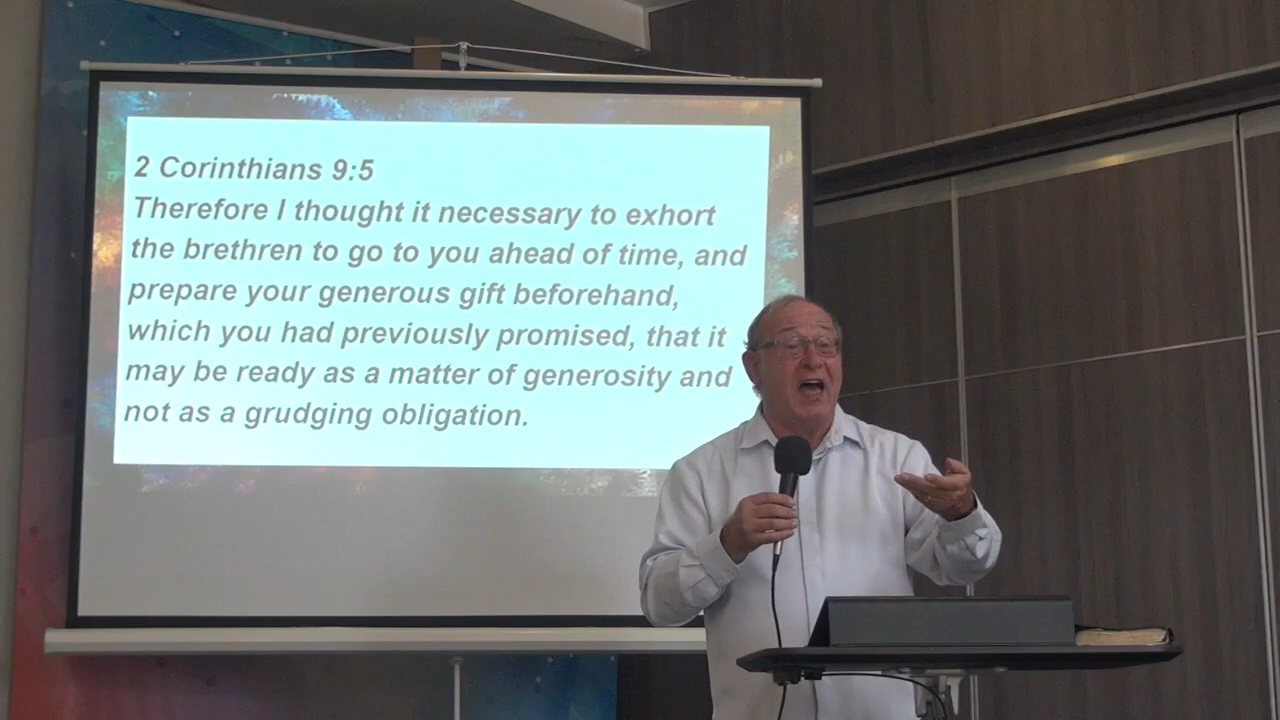 2 Corinthians 9:5
Therefore I thought it necessary to exhort
the brethren to go to you ahead of time, and
prepare your generous gift beforehand,
which you had previously promised, that it
may be ready as a matter of generosity and
not as a grudging obligation.